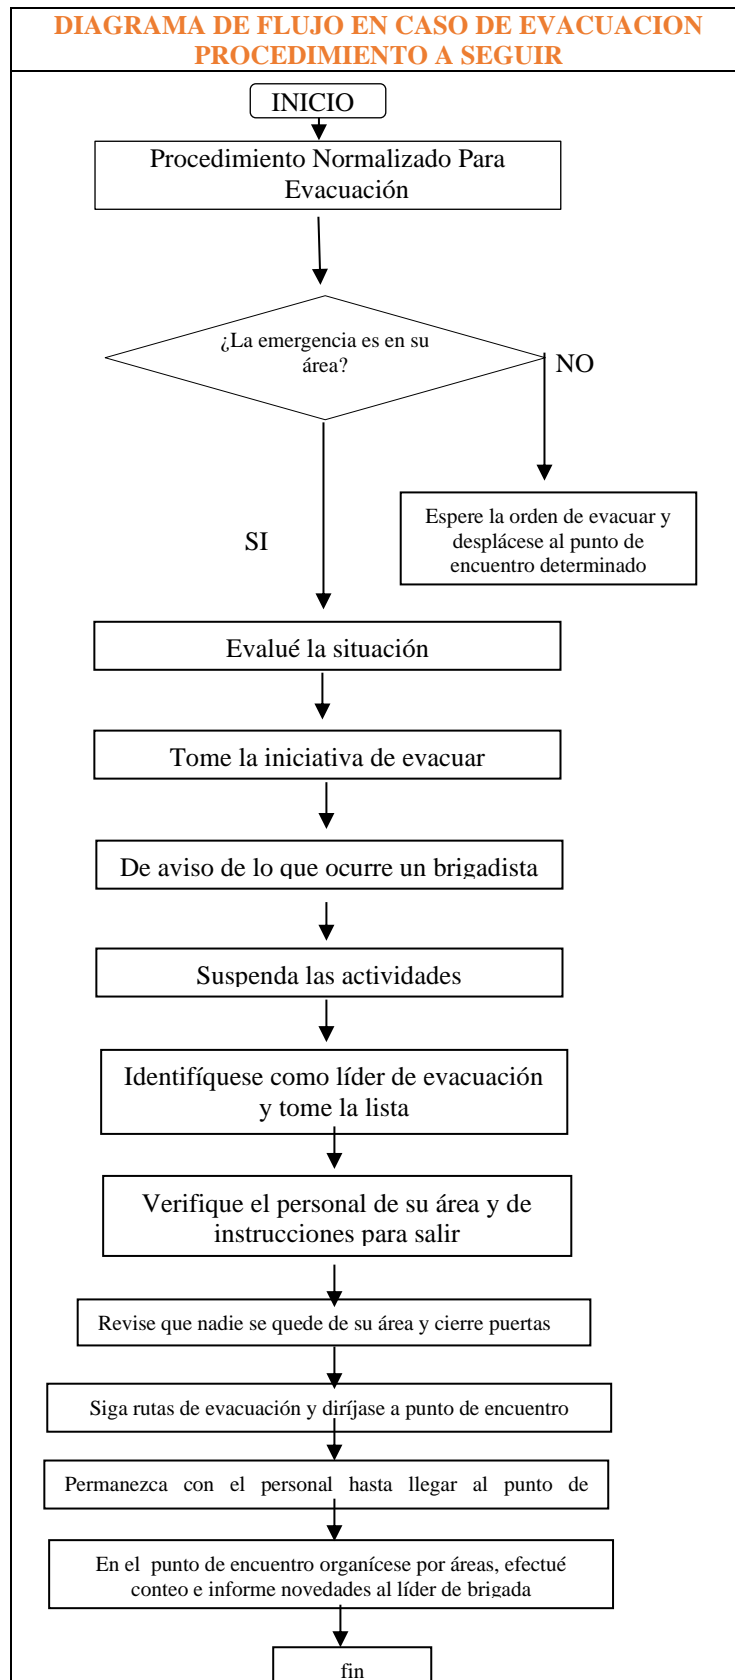 DIAGRAMA DE FLUJO EN CASO DE EVACUACION
PROCEDIMIENTO A SEGUIR
INICIO
Procedimiento Normalizado Para
Evacuación
¿La emergencia es en su
área?
NO
Espere la orden de evacuar y
desplácese al punto de
encuentro determinado
SI
Evalué la situación
Tome la iniciativa de evacuar
De aviso de lo que ocurre un brigadista
Suspenda las actividades
Identifíquese como líder de evacuación
y tome la lista
Verifique el personal de su área y de
instrucciones para salir
Revise que nadie se quede de su área y cierre puertas
Siga rutas de evacuación y diríjase a punto de encuentro
Permanezca con el personal hasta llegar al punto de
En el punto de encuentro organícese por áreas, efectué
conteo e informe novedades al líder de brigada
fin